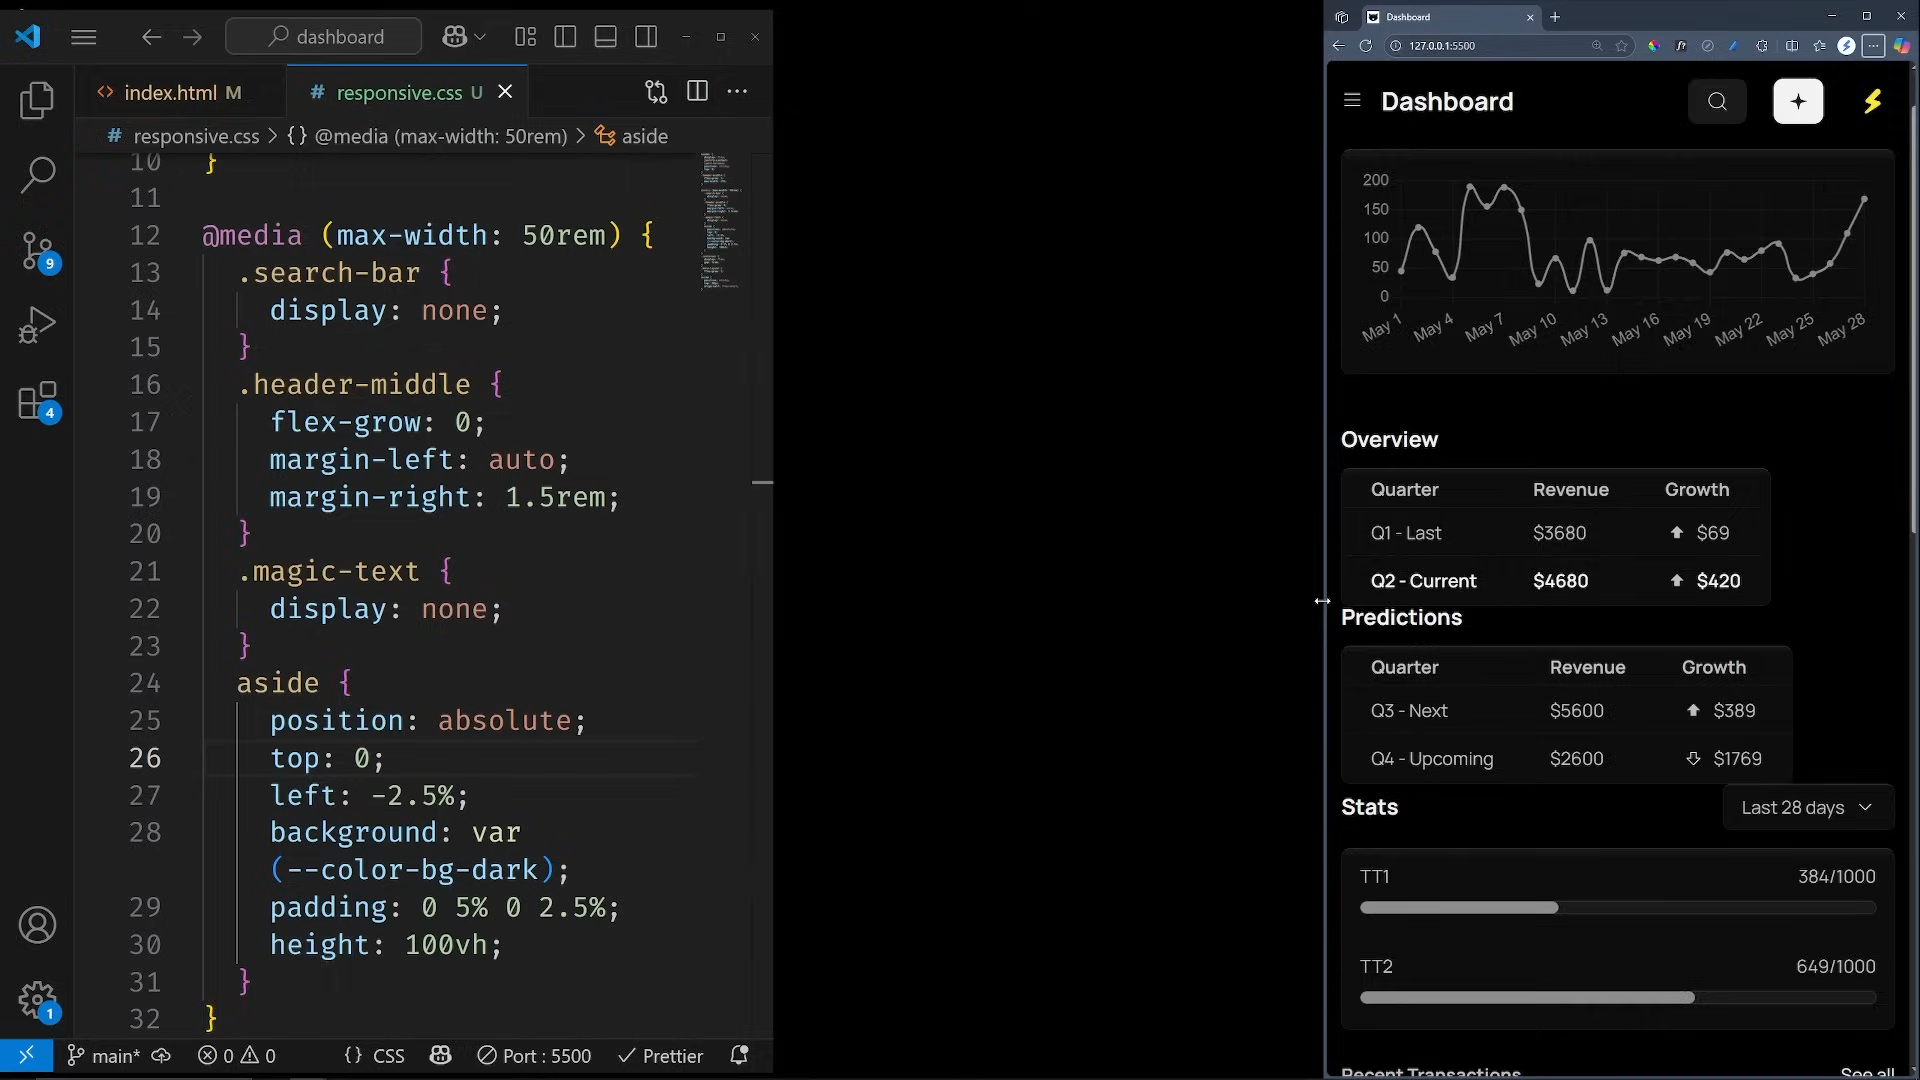 dashboard
index.html M
# responsive.css U
# responsive.css > {} @media (max-width: 50rem) > aside
10 }
11
12 @media (max-width: 50rem) {
13 .search-bar {
14 display: none;
15 }
16 .header-middle {
17 flex-grow: 0;
18 margin-left: auto;
19 margin-right: 1.5rem;
20 }
21 .magic-text {
22 display: none;
23 }
24 aside {
25 position: absolute;
26 top: 0;
27 left: -2.5%;
28 background: var
(--color-bg-dark);
29 padding: 0 5% 0 2.5%;
30 height: 100vh;
31 }
32 }
9
4
1
main* 0 0 {} CSS Port : 5500 Prettier
Dashboard
127.0.0.1:5500
Dashboard
200
150
100
50
0
May 1 May 4 May 7 May 10 May 13 May 16 May 19 May 22 May 25 May 28
Overview
Quarter Revenue Growth
Q1 - Last $3680 $69
Q2 - Current $4680 $420
Predictions
Quarter Revenue Growth
Q3 - Next $5600 $389
Q4 - Upcoming $2600 $1769
Stats Last 28 days
TT1 384/1000
TT2 649/1000
Recent Transactions See all